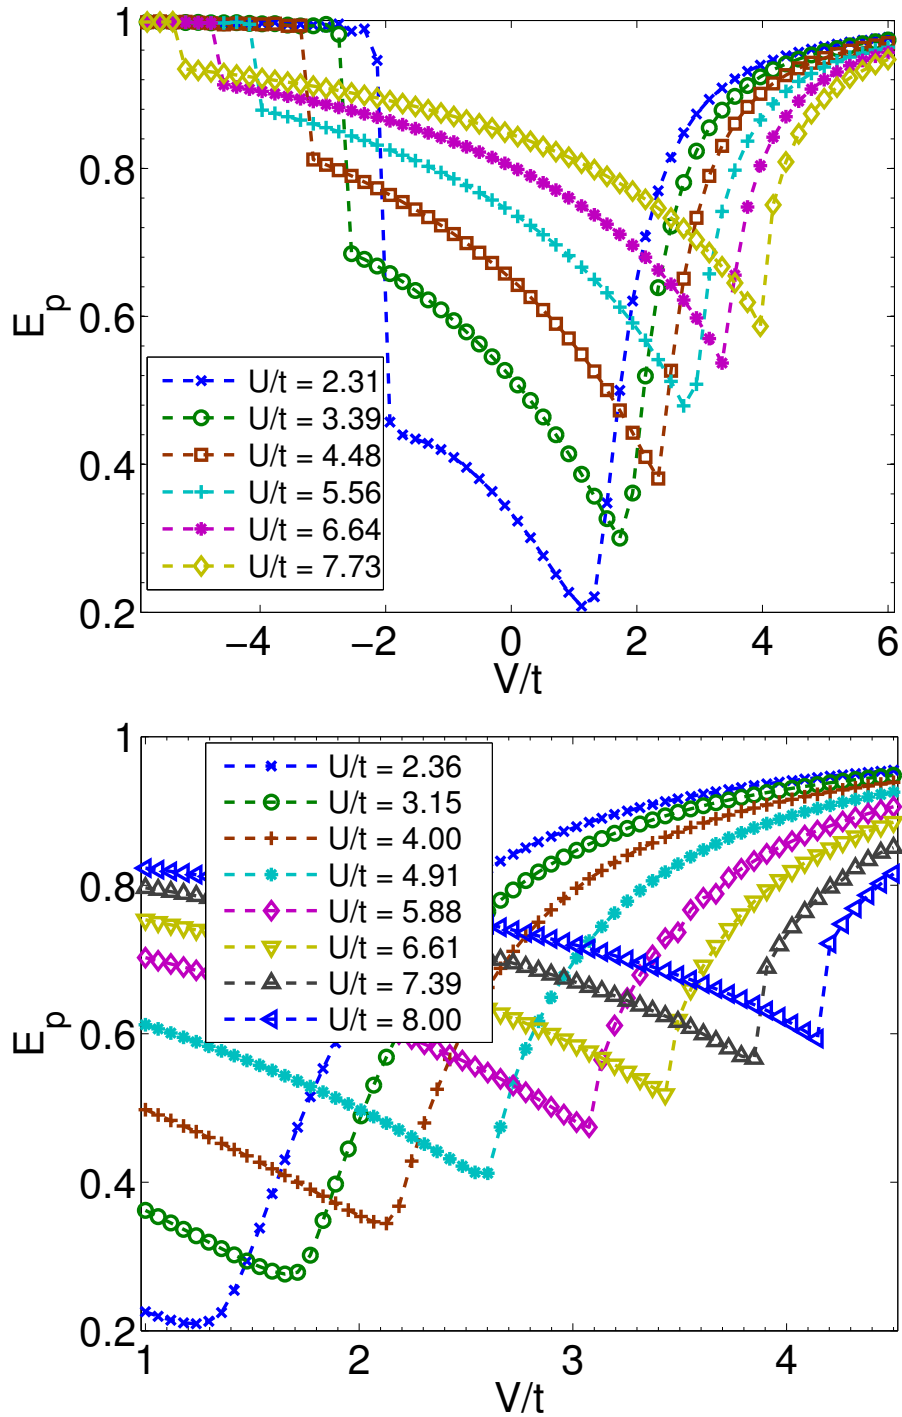 1
0.8
0.6
0.4
0.2
E_p
−4
−2
0
2
4
6
V/t
U/t = 2.31
U/t = 3.39
U/t = 4.48
U/t = 5.56
U/t = 6.64
U/t = 7.73
1
0.8
0.6
0.4
0.2
E_p
1
2
3
4
V/t
U/t = 2.36
U/t = 3.15
U/t = 4.00
U/t = 4.91
U/t = 5.88
U/t = 6.61
U/t = 7.39
U/t = 8.00